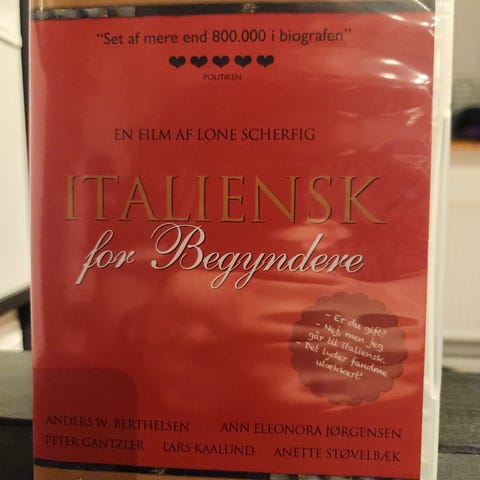 "Set af mere end 800.000 i biografen"
POLITIKEN
EN FILM AF LONE SCHERFIG
ITALIENSK
for Begyndere
- Er du gift?
- Nej, men jeg
går til italiensk.
- Det lyder fandme
ulækkert!
ANDERS W. BERTHELSEN ANN ELEONORA JØRGENSEN
PETER GANTZLER LARS KAALUND ANETTE STØVELBÆK